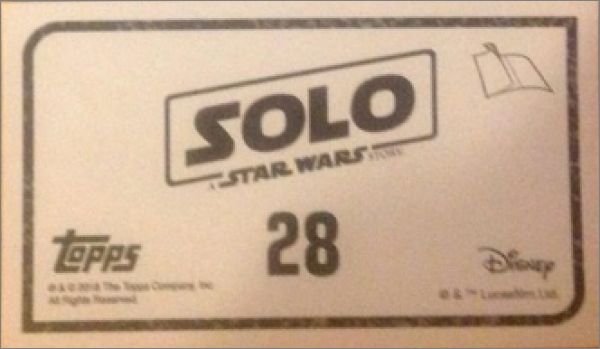 SOLO
A STAR WARS STORY
28
Topps
® & © 2018 The Topps Company, Inc.
All Rights Reserved.
Disney
© & ™ Lucasfilm Ltd.